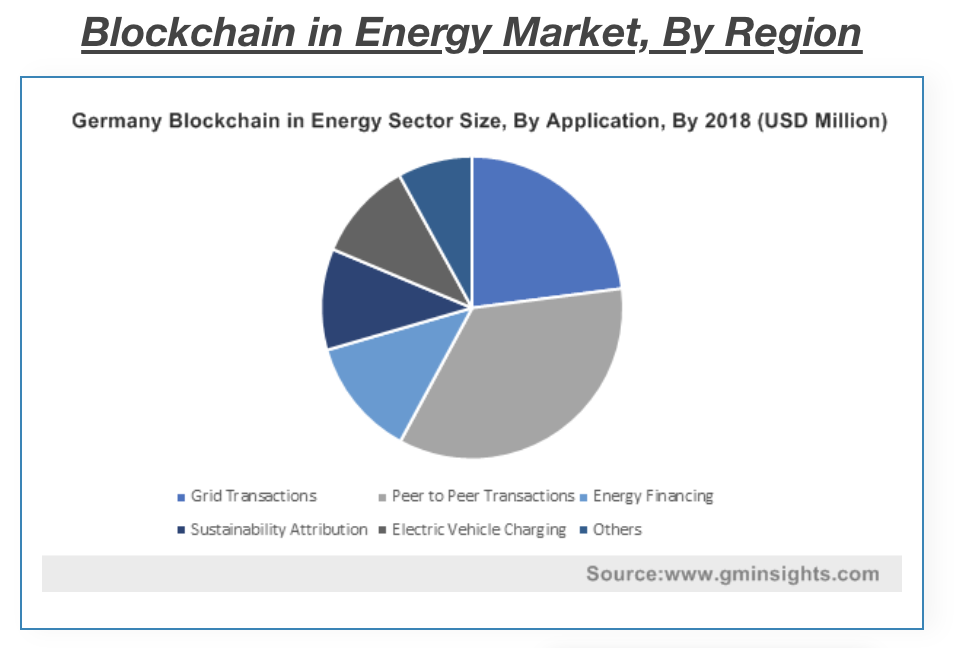 Blockchain in Energy Market, By Region
Germany Blockchain in Energy Sector Size, By Application, By 2018 (USD Million)
Grid Transactions Peer to Peer Transactions Energy Financing
Sustainability Attribution Electric Vehicle Charging Others
Source:www.gminsights.com